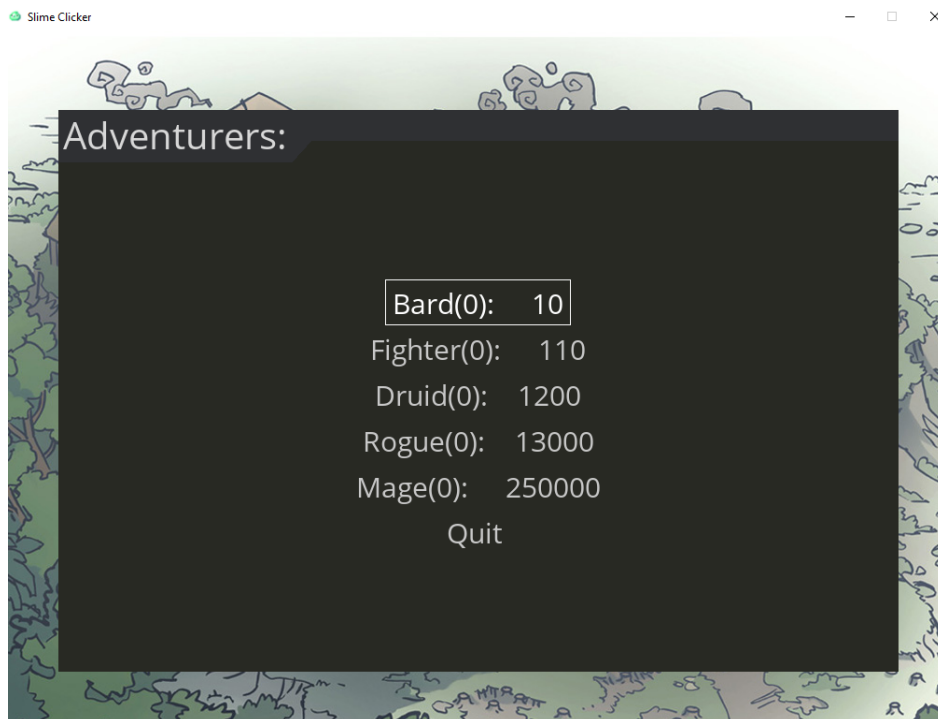 Slime Clicker
Adventurers:
Bard(0): 10
Fighter(0): 110
Druid(0): 1200
Rogue(0): 13000
Mage(0): 250000
Quit